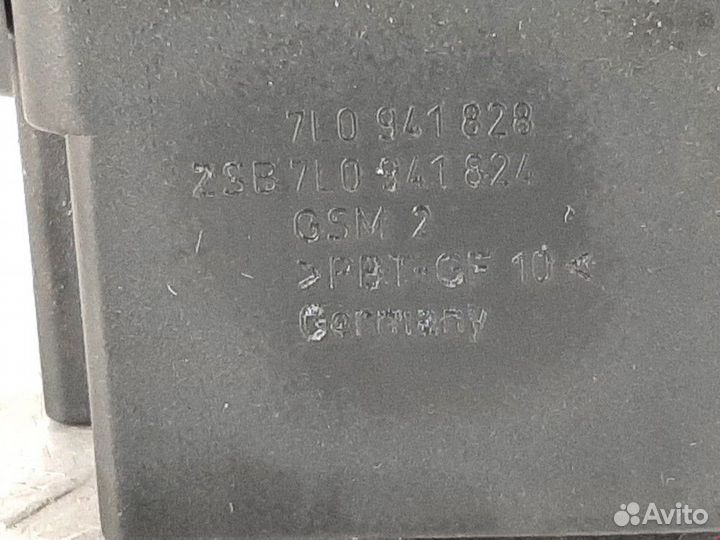 7L0 941 828
ZSB 7L0 941 824
GSM 2
>PBT-GF 10<
Germany
Avito